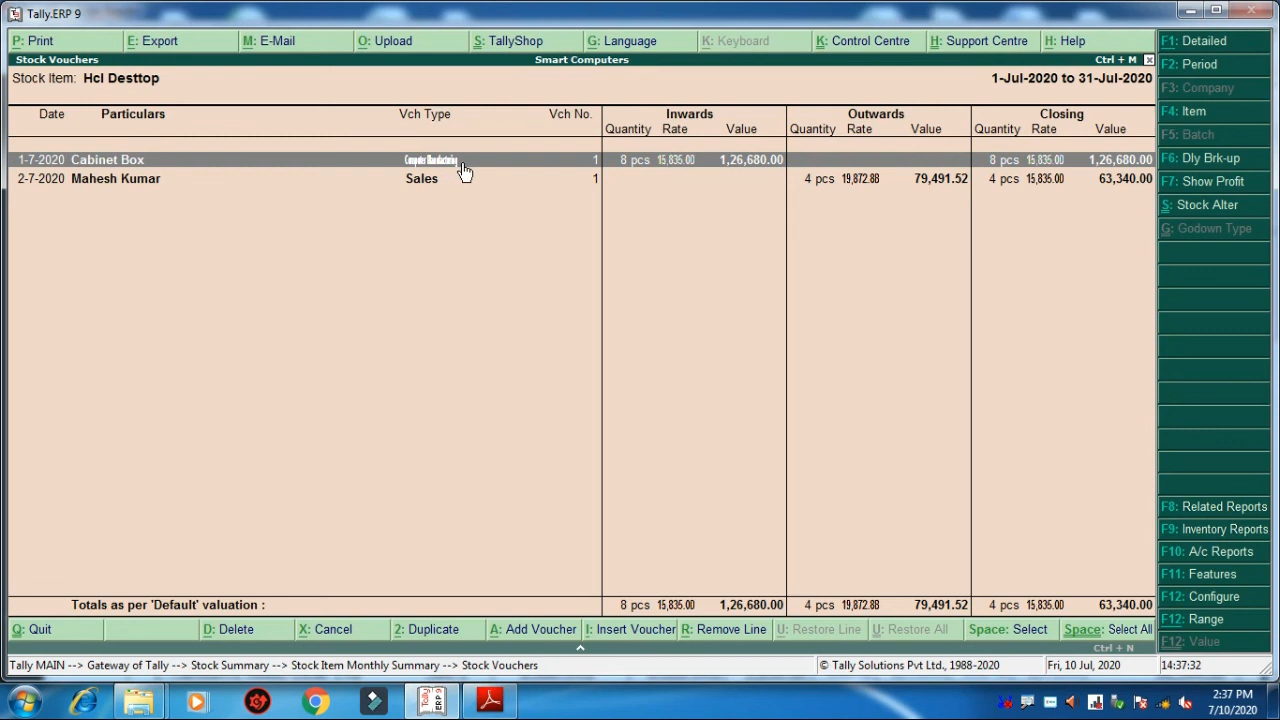 Tally.ERP 9
P: Print E: Export M: E-Mail O: Upload S: TallyShop G: Language K: Keyboard K: Control Centre H: Support Centre H: Help
Stock Vouchers Smart Computers Ctrl + M
Stock Item: Hcl Desttop 1-Jul-2020 to 31-Jul-2020
Date Particulars Vch Type Vch No. Inwards Outwards Closing
Quantity Rate Value Quantity Rate Value Quantity Rate Value
1-7-2020 Cabinet Box Computer Manufacturing 1 8 pcs 15,835.00 1,26,680.00 8 pcs 15,835.00 1,26,680.00
2-7-2020 Mahesh Kumar Sales 1 4 pcs 19,872.88 79,491.52 4 pcs 15,835.00 63,340.00
Totals as per 'Default' valuation : 8 pcs 15,835.00 1,26,680.00 4 pcs 19,872.88 79,491.52 4 pcs 15,835.00 63,340.00
Q: Quit D: Delete X: Cancel 2: Duplicate A: Add Voucher I: Insert Voucher R: Remove Line U: Restore Line U: Restore All Space: Select Space: Select All
Ctrl + N
Tally MAIN --> Gateway of Tally --> Stock Summary --> Stock Item Monthly Summary --> Stock Vouchers © Tally Solutions Pvt Ltd., 1988-2020 Fri, 10 Jul, 2020 14:37:32
F1: Detailed
F2: Period
F3: Company
F4: Item
F5: Batch
F6: Dly Brk-up
F7: Show Profit
S: Stock Alter
G: Godown Type
F8: Related Reports
F9: Inventory Reports
F10: A/c Reports
F11: Features
F12: Configure
F12: Range
F12: Value
Tally ERP 9
2:37 PM
7/10/2020